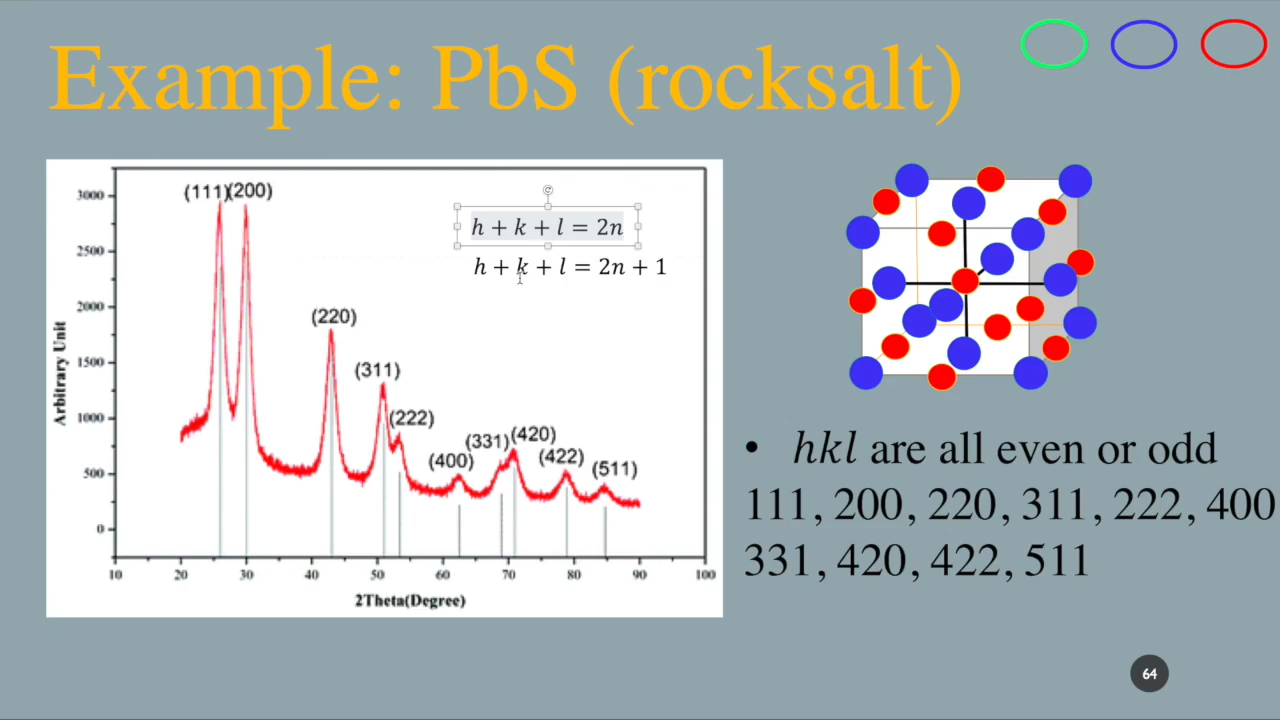 Example: PbS (rocksalt)
(111)(200)
h + k + l = 2n
h + k + l = 2n + 1
(220)
(311)
(222)
(400)
(331)
(420)
(422)
(511)
3000
2500
2000
1500
1000
500
0
Arbitrary Unit
10 20 30 40 50 60 70 80 90 100
2Theta(Degree)
• hkl are all even or odd
111, 200, 220, 311, 222, 400
331, 420, 422, 511
64